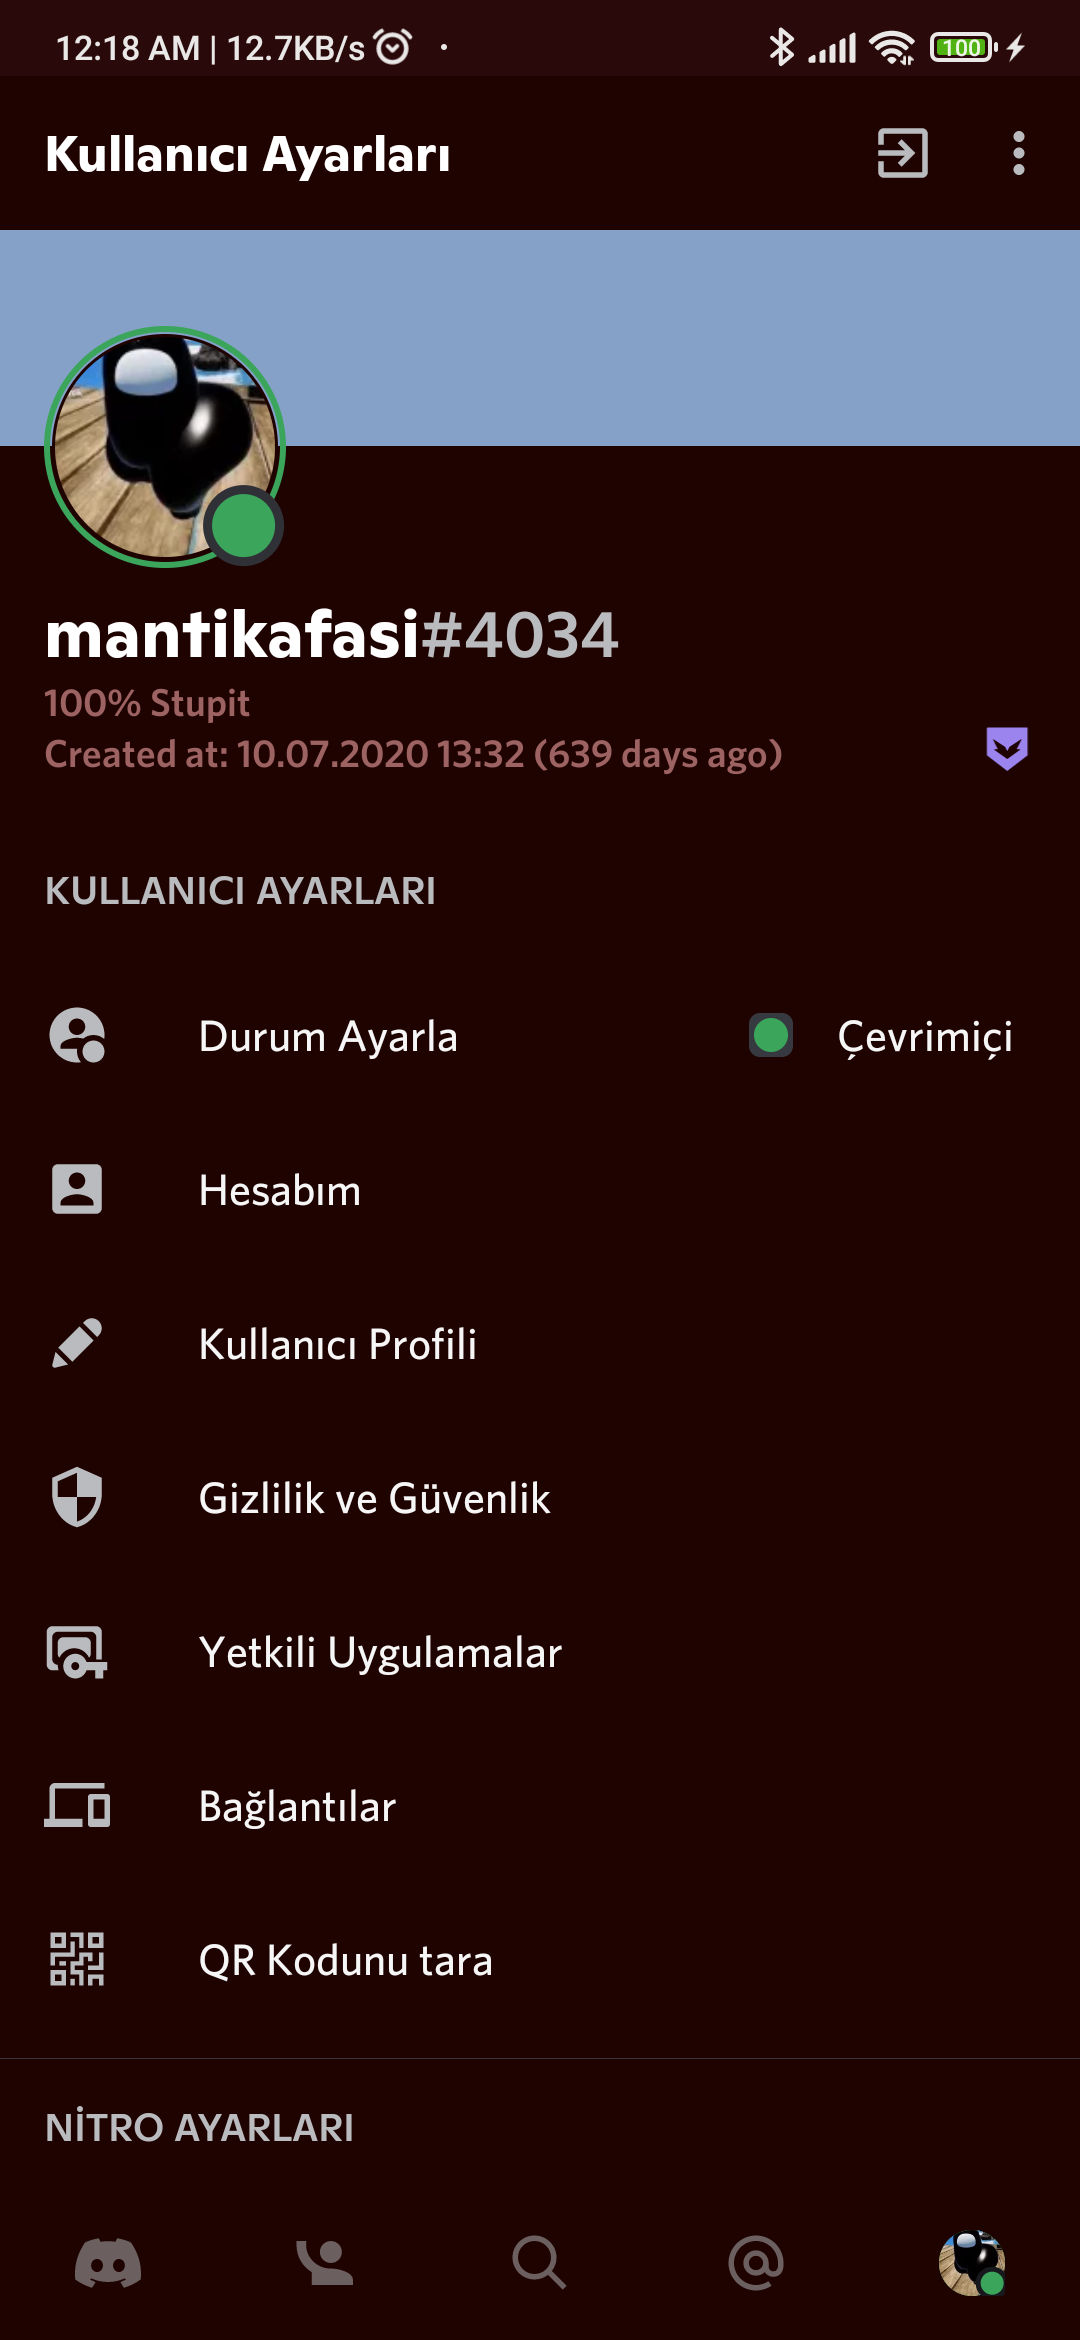 12:18 AM | 12.7KB/s
100
Kullanıcı Ayarları
mantikafasi#4034
100% Stupit
Created at: 10.07.2020 13:32 (639 days ago)
KULLANICI AYARLARI
Durum Ayarla Çevrimiçi
Hesabım
Kullanıcı Profili
Gizlilik ve Güvenlik
Yetkili Uygulamalar
Bağlantılar
QR Kodunu tara
NİTRO AYARLARI